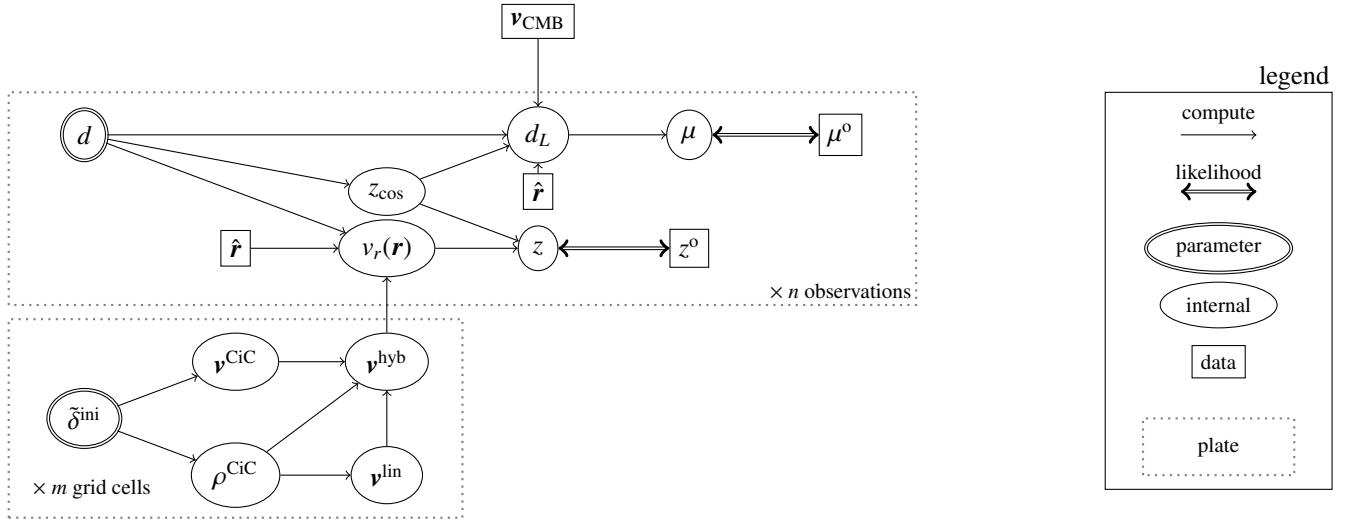 v_CMB
d
d_L
μ
μ°
z_cos
r̂
r̂
v_r(r)
z
z°
× n observations
v^CiC
v^hyb
δ̃^ini
ρ^CiC
v^lin
× m grid cells
legend
compute
likelihood
parameter
internal
data
plate